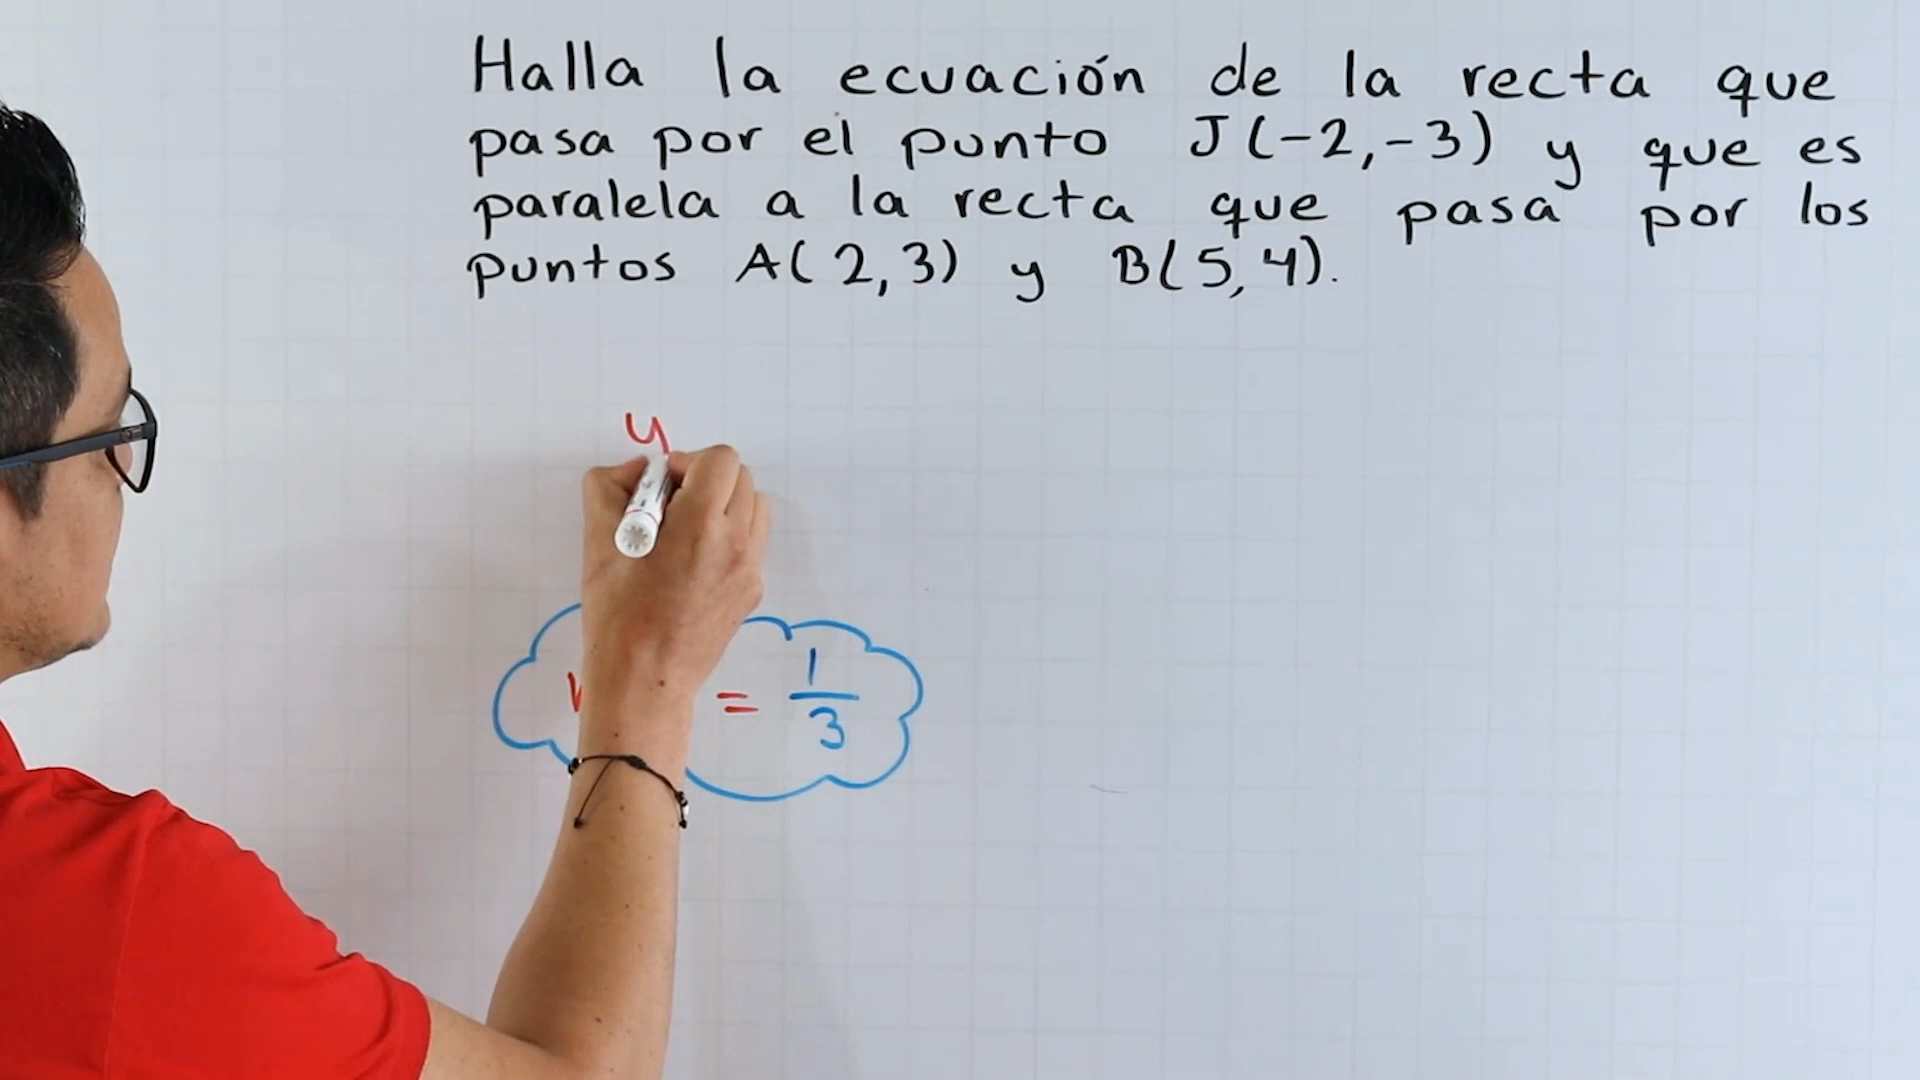 Halla la ecuación de la recta que
pasa por el punto J(-2,-3) y que es
paralela a la recta que pasa por los
puntos A(2,3) y B(5,4).
y
= 1/3